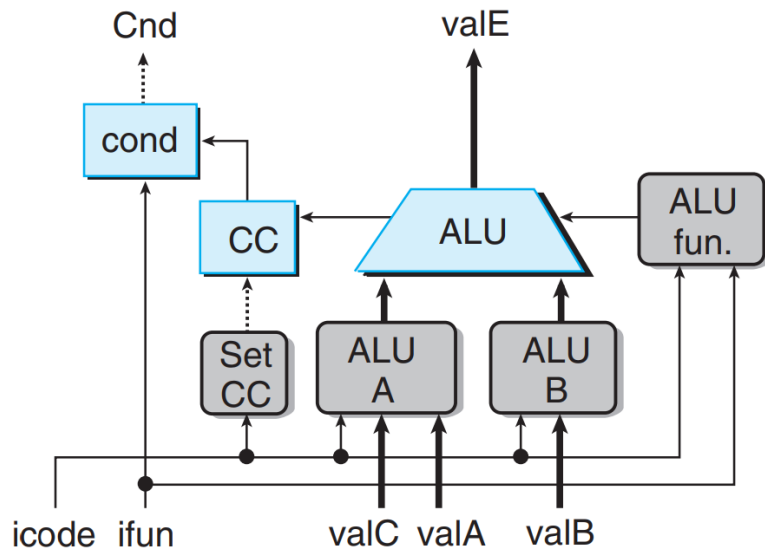 Cnd
valE
cond
CC
ALU
ALU
fun.
Set
CC
ALU
A
ALU
B
icode
ifun
valC
valA
valB